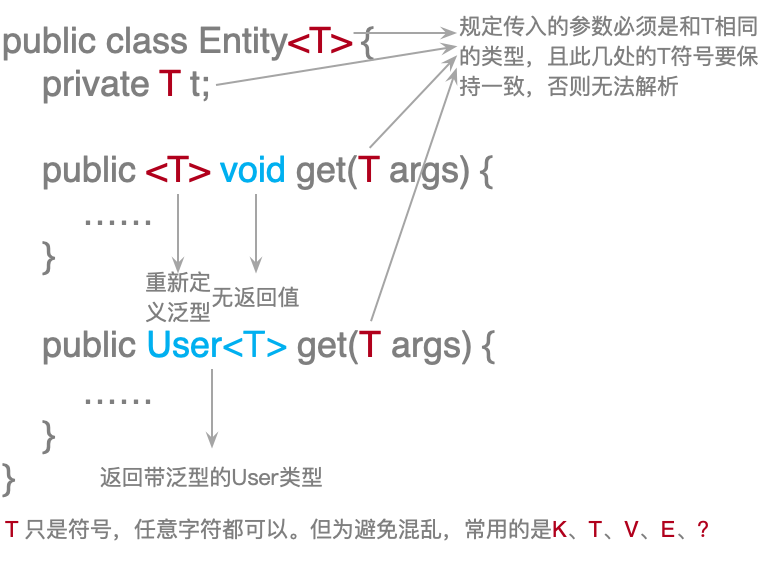 public class Entity<T> {
规定传入的参数必须是和T相同
的类型，且此几处的T符号要保
持一致，否则无法解析
private T t;
public <T> void get(T args) {
……
}
重新定
义泛型
无返回值
public User<T> get(T args) {
……
}
}
返回带泛型的User类型
T 只是符号，任意字符都可以。但为避免混乱，常用的是K、T、V、E、?